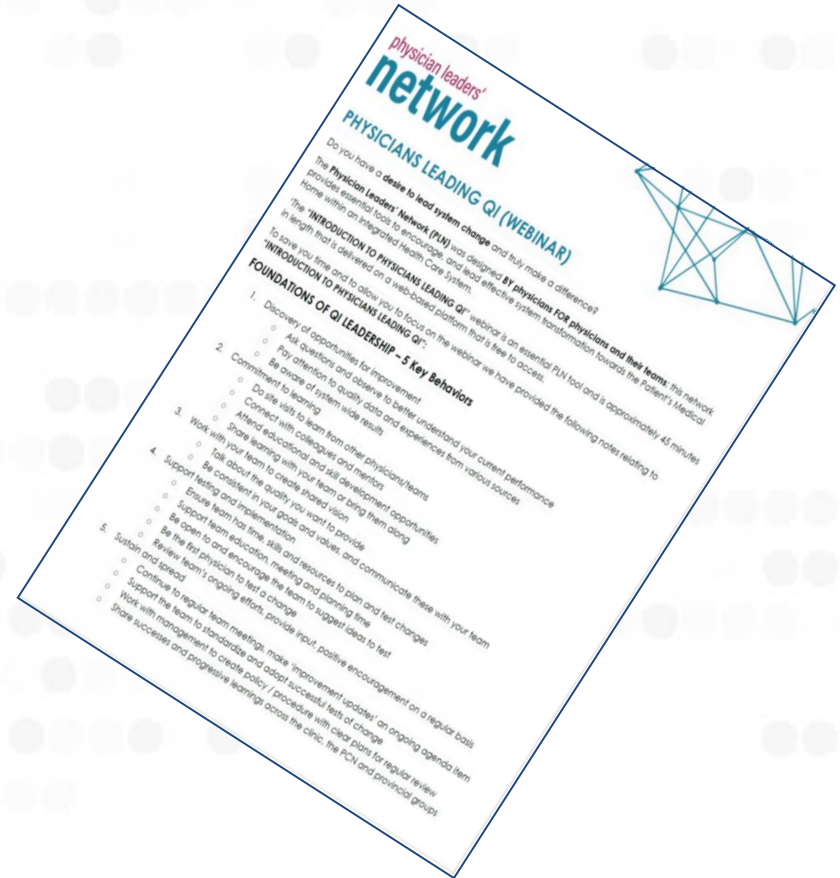 physician leaders'
network
PHYSICIANS LEADING QI (WEBINAR)
Do you have a desire to lead system change and truly make a difference?
The Physician Leaders' Network (PLN) was designed BY physicians FOR physicians and their teams; this network
provides essential tools to encourage, and lead effective system transformation towards the Patient's Medical
Home within an Integrated Health Care System.
'The "INTRODUCTION TO PHYSICIANS LEADING QI" webinar is an essential PLN tool and is approximately 45 minutes
in length that is delivered on a web-based platform that is free to access.
To save you time and to allow you to focus on the webinar we have provided the following notes relating to
"INTRODUCTION TO PHYSICIANS LEADING QI":
FOUNDATIONS OF QI LEADERSHIP – 5 Key Behaviors
1. Discovery of opportunities for improvement
○ Ask questions and observe to better understand your current performance
○ Pay attention to quality data and experiences from various sources
○ Be aware of system wide results
2. Commitment to learning
○ Do site visits to learn from other physicians/teams
○ Connect with colleagues and mentors
○ Attend educational and skill development opportunities
○ Share learning with your team or bring them along
3. Work with your team to create shared vision
○ Talk about the quality you want to provide
○ Be consistent in your goals and values, and communicate these with your team
4. Support testing and implementation
○ Ensure team has time, skills and resources to plan and test changes
○ Support team education, meeting and planning time
○ Be open to and encourage the team to suggest ideas to test
○ Be the first physician to test a change
○ Review team's ongoing efforts, provide input, positive encouragement on a regular basis
5. Sustain and spread
○ Continue to regular team meetings, make 'improvement updates' an ongoing agenda item
○ Support the team to standardize and adopt successful tests of change
○ Work with management to create policy / procedure with clear plans for regular review
○ Share successes and progressive learnings across the clinic, the PCN and provincial groups